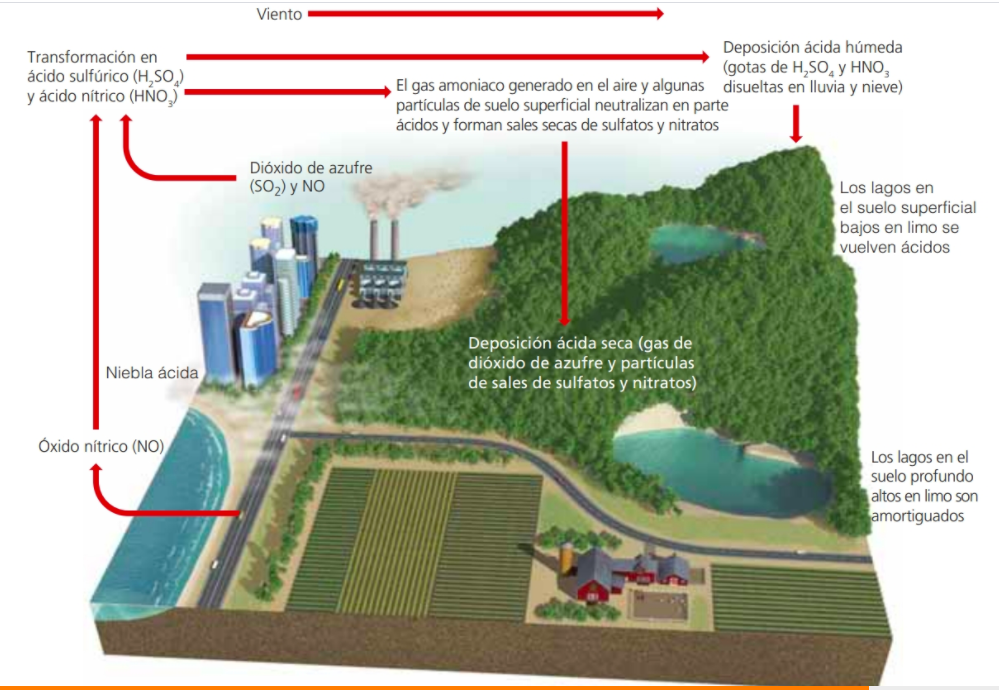 Viento
Transformación en
ácido sulfúrico (H₂SO₄)
y ácido nítrico (HNO₃)
El gas amoniaco generado en el aire y algunas
partículas de suelo superficial neutralizan en parte
ácidos y forman sales secas de sulfatos y nitratos
Deposición ácida húmeda
(gotas de H₂SO₄ y HNO₃
disueltas en lluvia y nieve)
Dióxido de azufre
(SO₂) y NO
Los lagos en
el suelo superficial
bajos en limo se
vuelven ácidos
Deposición ácida seca (gas de
dióxido de azufre y partículas
de sales de sulfatos y nitratos)
Niebla ácida
Óxido nítrico (NO)
Los lagos en el
suelo profundo
altos en limo son
amortiguados